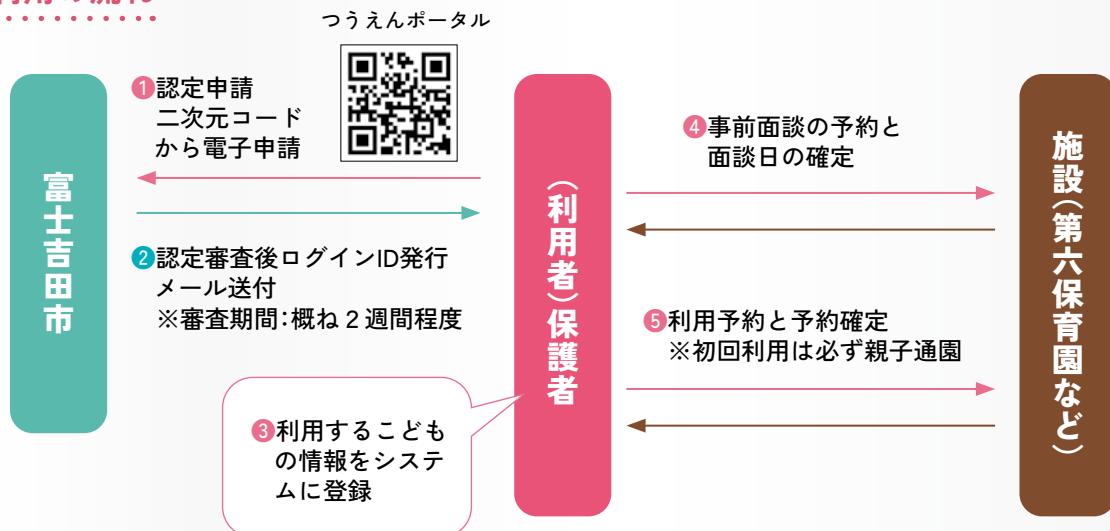 つうえんポータル
富士吉田市
❶認定申請
二次元コード
から電子申請
❷認定審査後ログインID発行
メール送付
※審査期間：概ね２週間程度
❸利用するこども
の情報をシステ
ムに登録
（利用者）保護者
❹事前面談の予約と
面談日の確定
❺利用予約と予約確定
※初回利用は必ず親子通園
施設（第六保育園など）